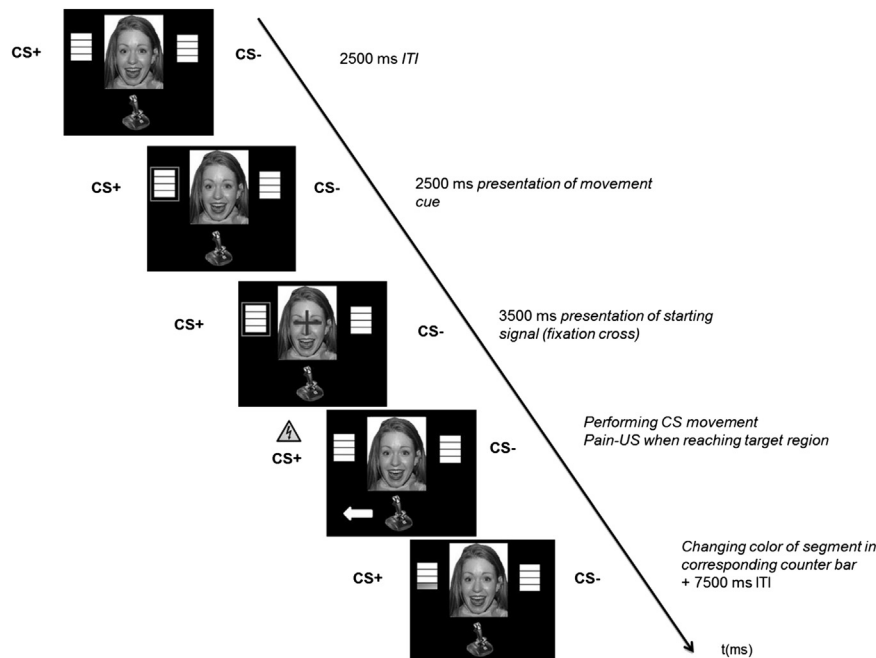 CS+
CS-
2500 ms ITI
CS+
CS-
2500 ms presentation of movement
cue
CS+
CS-
3500 ms presentation of starting
signal (fixation cross)
CS+
CS-
Performing CS movement
Pain-US when reaching target region
CS+
CS-
Changing color of segment in
corresponding counter bar
+ 7500 ms ITI
t(ms)